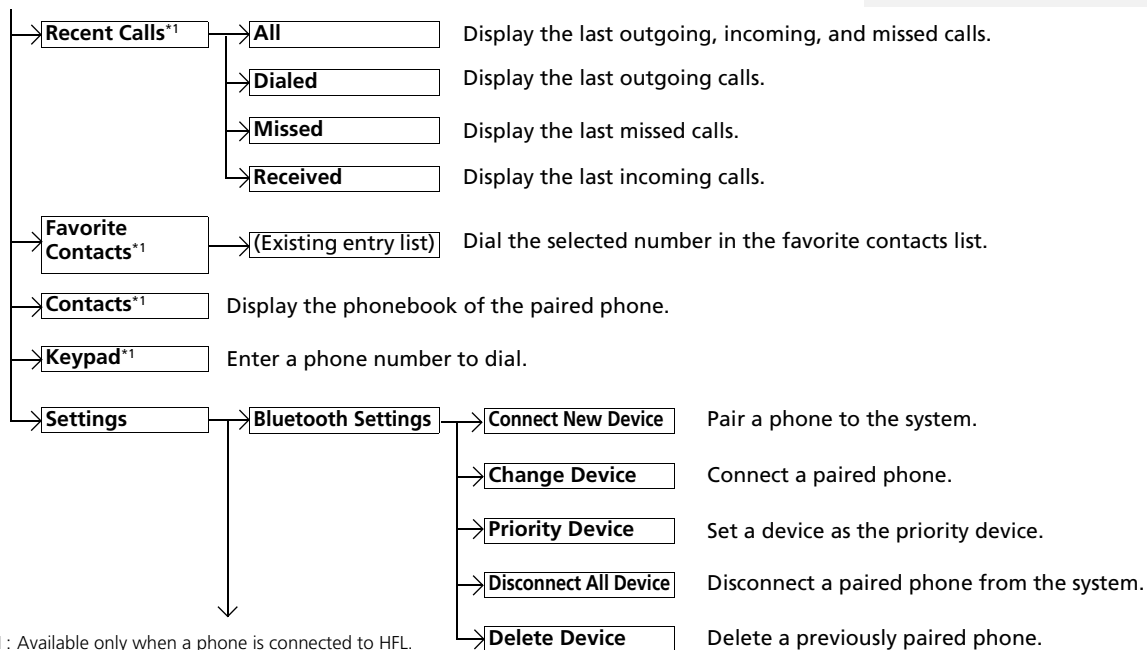 Recent Calls*1
All
Display the last outgoing, incoming, and missed calls.
Dialed
Display the last outgoing calls.
Missed
Display the last missed calls.
Received
Display the last incoming calls.
Favorite
Contacts*1
(Existing entry list)
Dial the selected number in the favorite contacts list.
Contacts*1
Display the phonebook of the paired phone.
Keypad*1
Enter a phone number to dial.
Settings
Bluetooth Settings
Connect New Device
Pair a phone to the system.
Change Device
Connect a paired phone.
Priority Device
Set a device as the priority device.
Disconnect All Device
Disconnect a paired phone from the system.
Delete Device
Delete a previously paired phone.
1: Available only when a phone is connected to HFL.